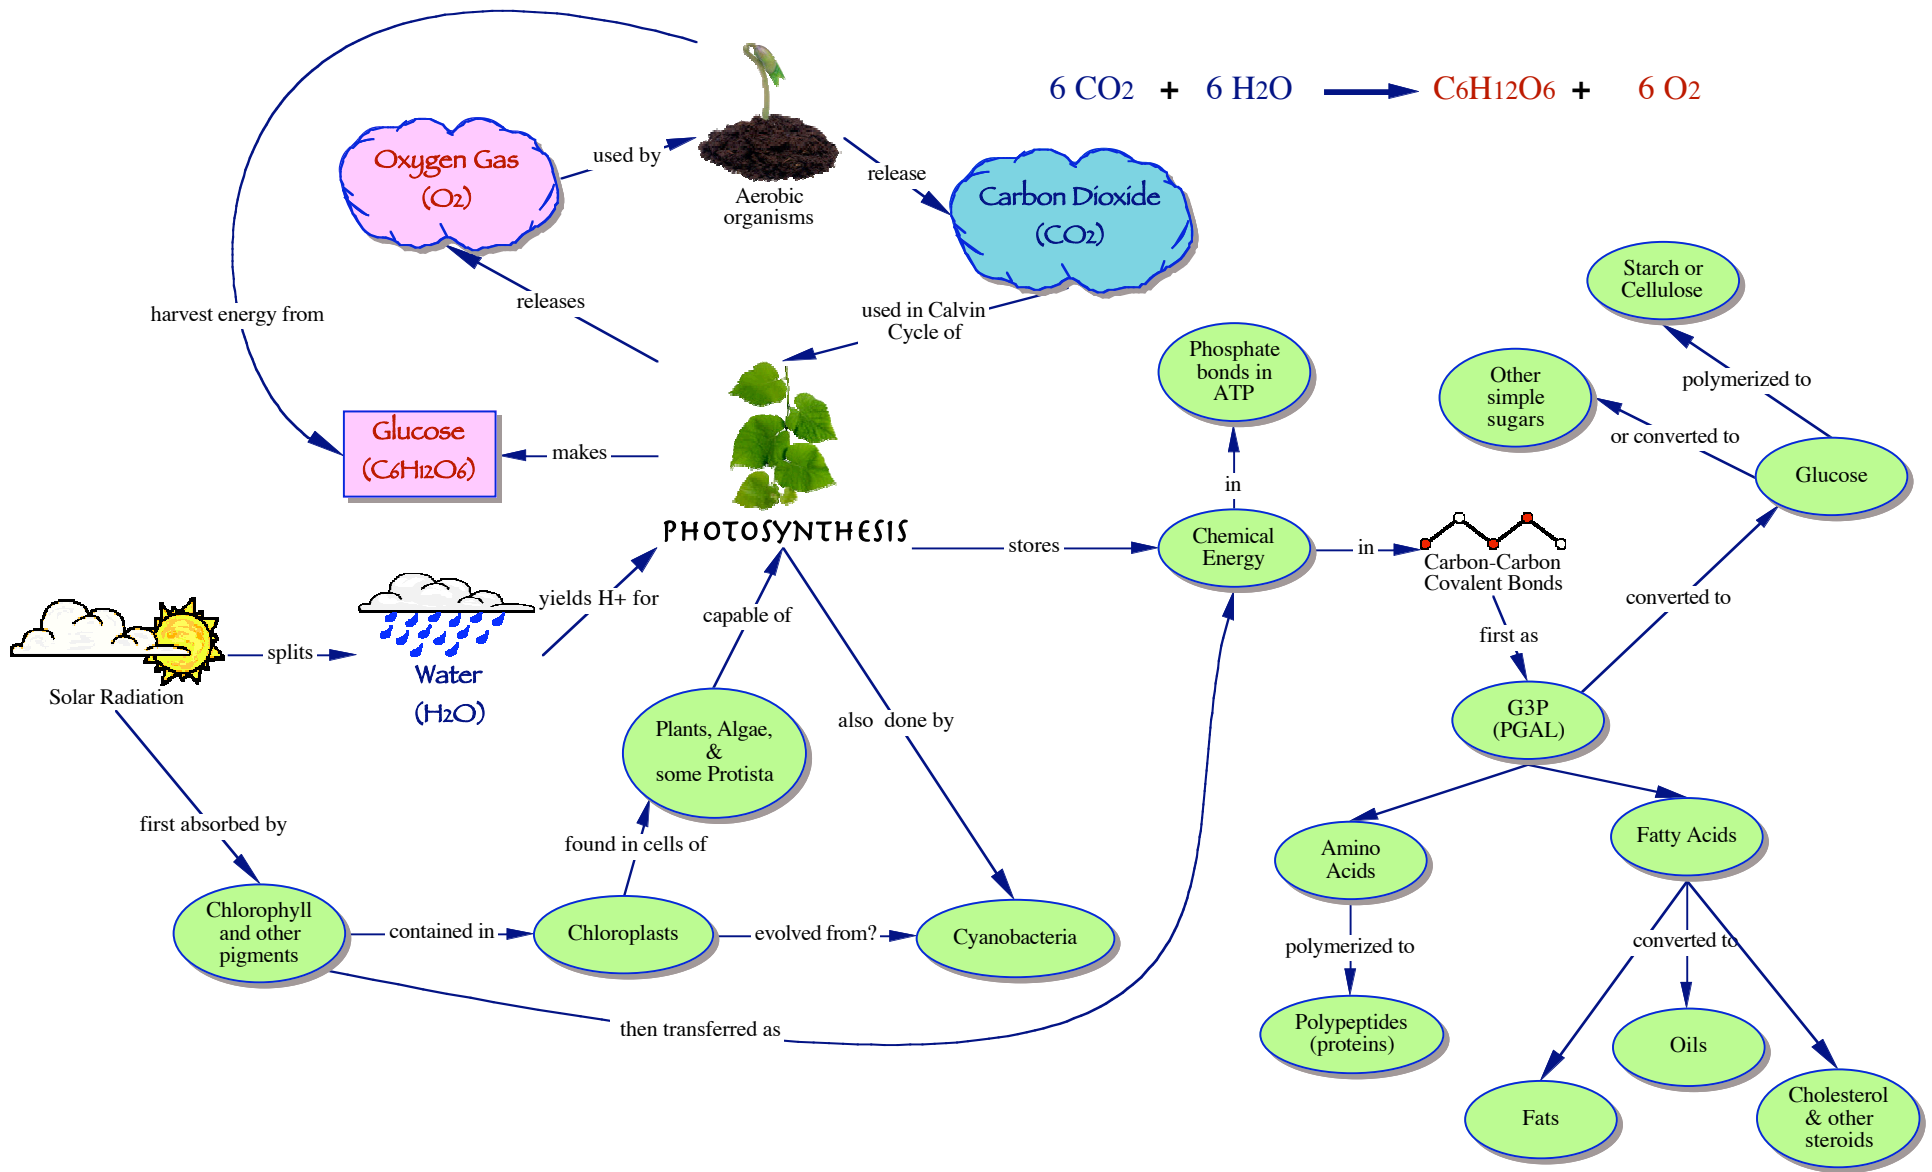 6 CO2 + 6 H2O C6H12O6 + 6 O2
Oxygen Gas
(O2)
used by
Aerobic
organisms
release
Carbon Dioxide
(CO2)
releases
used in Calvin
Cycle of
harvest energy from
Glucose
(C6H12O6)
makes
PHOTOSYNTHESIS
stores
Chemical
Energy
in
Phosphate
bonds in
ATP
in
Carbon-Carbon
Covalent Bonds
first as
G3P
(PGAL)
converted to
Glucose
or converted to
Other
simple
sugars
polymerized to
Starch or
Cellulose
Solar Radiation
splits
Water
(H2O)
yields H+ for
capable of
Plants, Algae,
&
some Protista
also done by
first absorbed by
found in cells of
Chlorophyll
and other
pigments
contained in
Chloroplasts
evolved from?
Cyanobacteria
then transferred as
Amino
Acids
polymerized to
Polypeptides
(proteins)
Fatty Acids
converted to
Fats
Oils
Cholesterol
& other
steroids